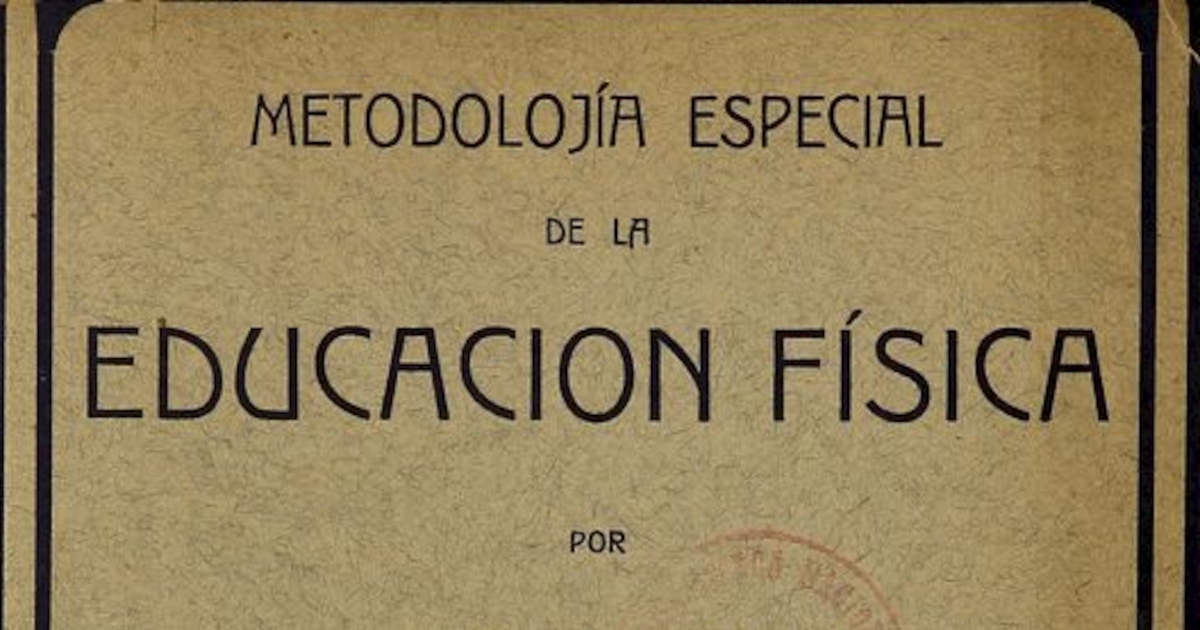 METODOLOJÍA ESPECIAL
DE LA
EDUCACION FÍSICA
POR